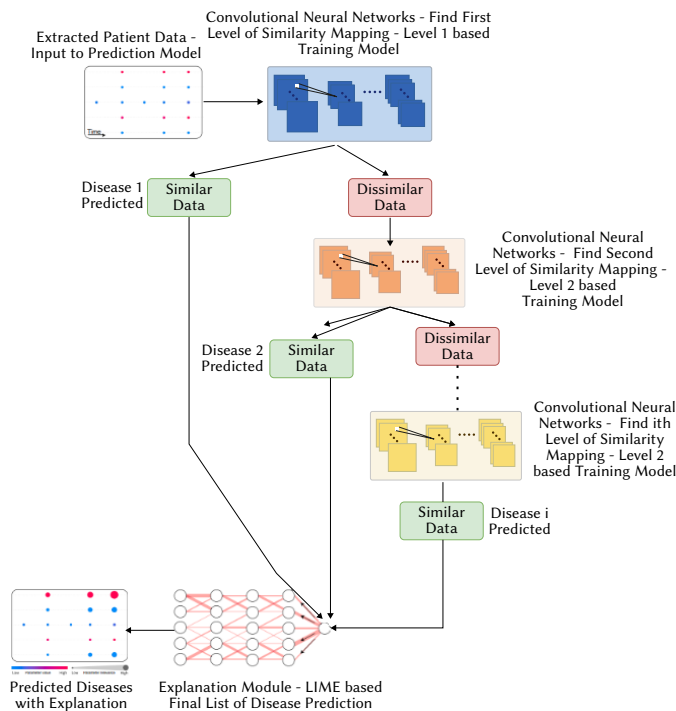 Convolutional Neural Networks - Find First
Level of Similarity Mapping - Level 1 based
Training Model
Extracted Patient Data -
Input to Prediction Model
Time
Disease 1
Predicted
Similar
Data
Dissimilar
Data
Convolutional Neural
Networks - Find Second
Level of Similarity Mapping -
Level 2 based
Training Model
Disease 2
Predicted
Similar
Data
Dissimilar
Data
Convolutional Neural
Networks - Find ith
Level of Similarity
Mapping - Level 2
based Training Model
Similar
Data
Disease i
Predicted
Predicted Diseases
with Explanation
Explanation Module - LIME based
Final List of Disease Prediction